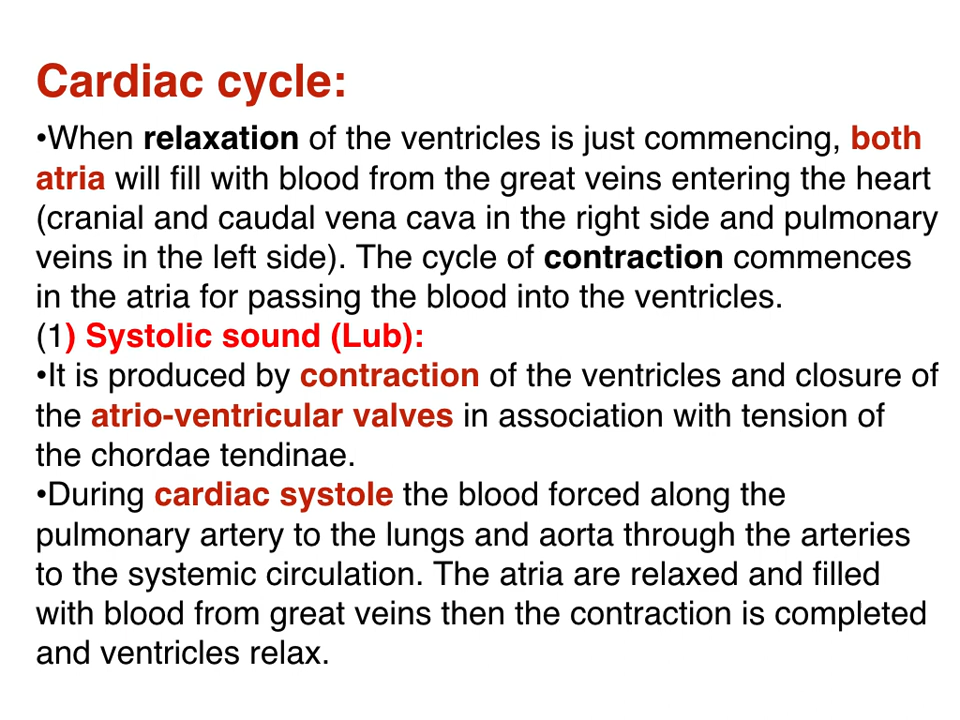 Cardiac cycle:
•When relaxation of the ventricles is just commencing, both
atria will fill with blood from the great veins entering the heart
(cranial and caudal vena cava in the right side and pulmonary
veins in the left side). The cycle of contraction commences
in the atria for passing the blood into the ventricles.
(1) Systolic sound (Lub):
•It is produced by contraction of the ventricles and closure of
the atrio-ventricular valves in association with tension of
the chordae tendinae.
•During cardiac systole the blood forced along the
pulmonary artery to the lungs and aorta through the arteries
to the systemic circulation. The atria are relaxed and filled
with blood from great veins then the contraction is completed
and ventricles relax.